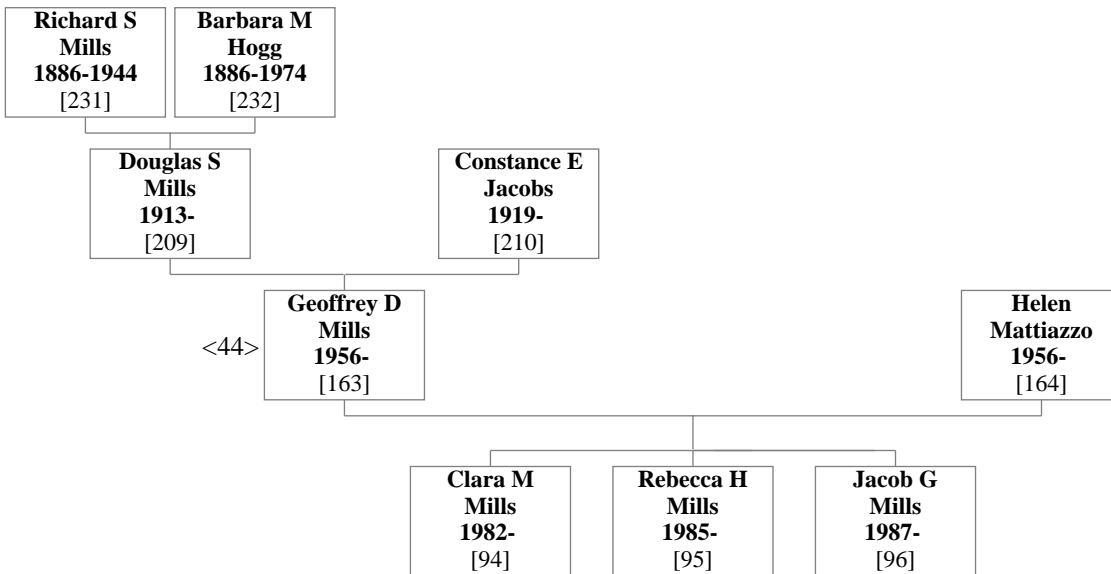 Richard S
Mills
1886-1944
[231]
Barbara M
Hogg
1886-1974
[232]
Douglas S
Mills
1913-
[209]
Constance E
Jacobs
1919-
[210]
<44>
Geoffrey D
Mills
1956-
[163]
Helen
Mattiazzo
1956-
[164]
Clara M
Mills
1982-
[94]
Rebecca H
Mills
1985-
[95]
Jacob G
Mills
1987-
[96]